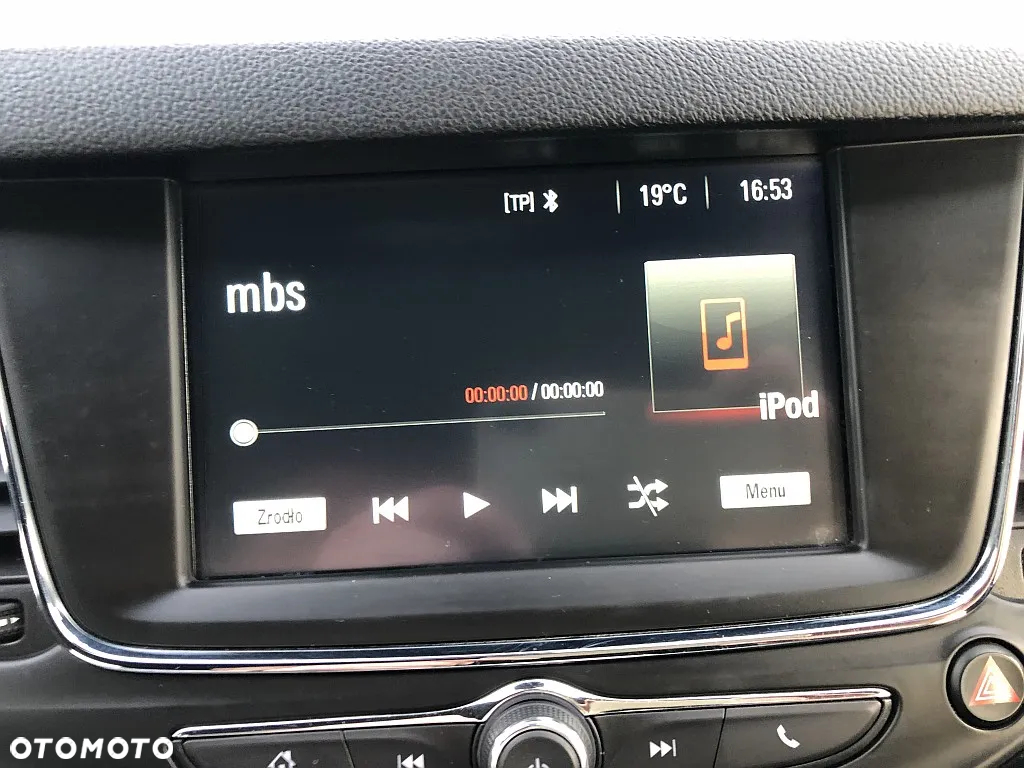 [TP] 19°C 16:53
mbs
00:00:00 / 00:00:00
iPod
Zrodło
Menu
OTOMOTO